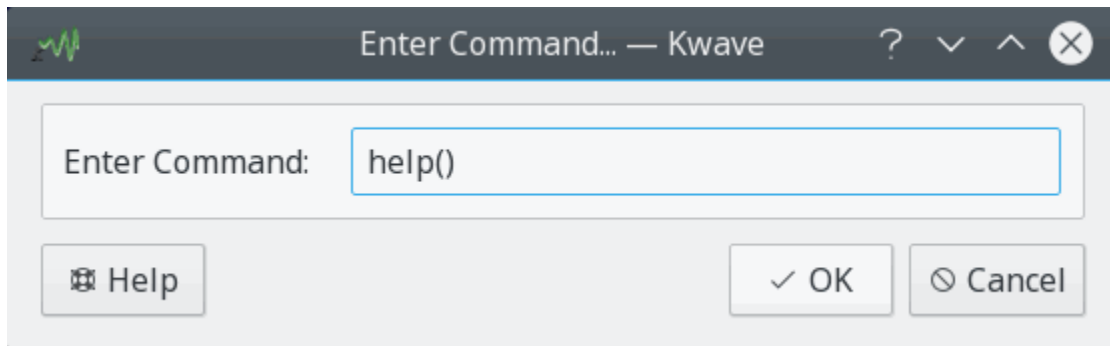 Enter Command... — Kwave
Enter Command: help()
Help OK Cancel